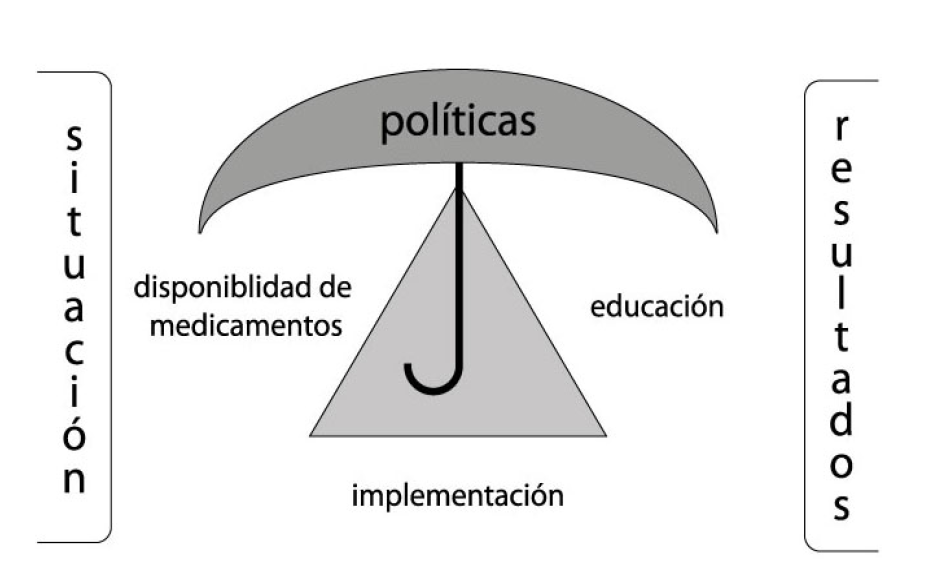 situación
políticas
disponiblidad de
medicamentos
educación
implementación
resultados